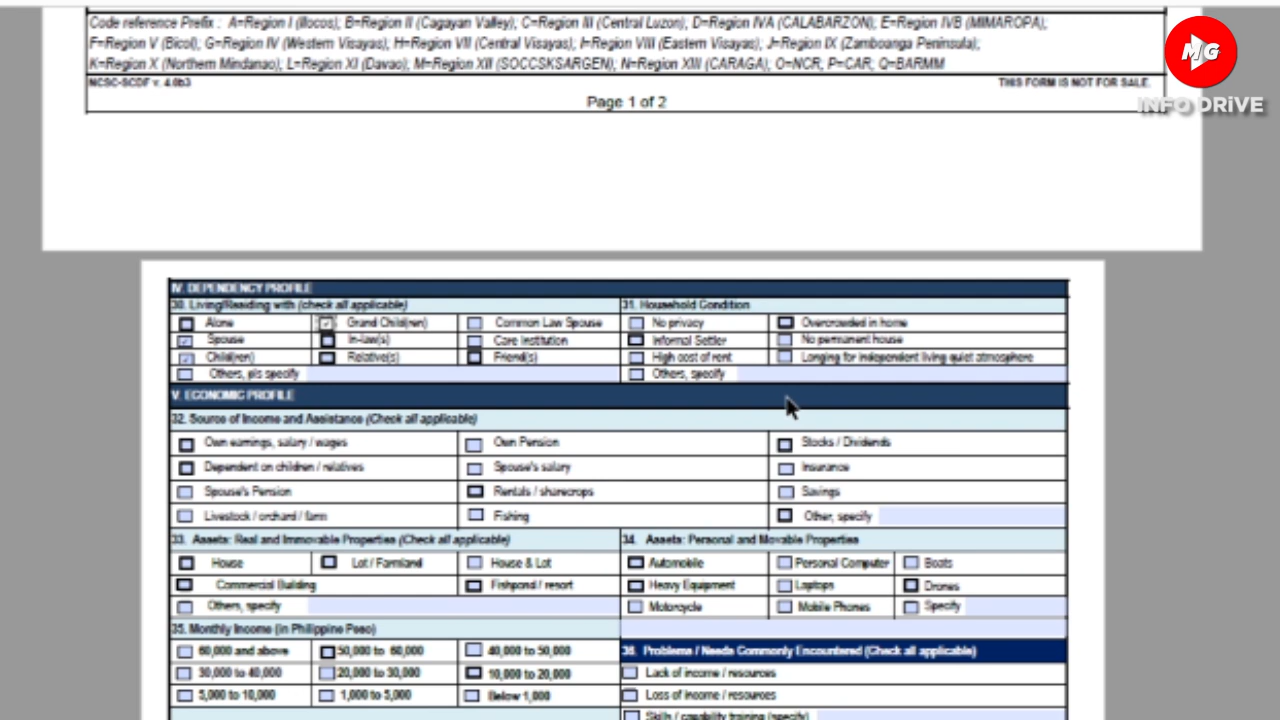 Code reference Prefix : A=Region I (Ilocos); B=Region II (Cagayan Valley); C=Region III (Central Luzon), D=Region IVA (CALABARZON); E=Region IVB (MIMAROPA);
F=Region V (Bicol); G=Region IV (Western Visayas); H=Region VII (Central Visayas); I=Region VIII (Eastern Visayas); J=Region IX (Zamboanga Peninsula);
K=Region X (Northern Mindanao); L=Region XI (Davao); M=Region XII (SOCCSKSARGEN); N=Region XIII (CARAGA); O=NCR; P=CAR; Q=BARMM
NCSC-SCDF v. 4.0b3 THIS FORM IS NOT FOR SALE.
Page 1 of 2
MG
INFO DRiVE
IV. DEPENDENCY PROFILE
30. Living/Residing with (check all applicable) 31. Household Condition
Alone Grand Child(ren) Common Law Spouse No privacy Overcrowded in home
Spouse In-law(s) Care Institution Informal Settler No permanent house
Child(ren) Relative(s) Friend(s) High cost of rent Longing for independent living quiet atmosphere
Others, pls specify Others, specify
V. ECONOMIC PROFILE
32. Source of Income and Assistance (Check all applicable)
Own earnings, salary / wages Own Pension Stocks / Dividends
Dependent on children / relatives Spouse's salary Insurance
Spouse's Pension Rentals / sharecrops Savings
Livestock / orchard / farm Fishing Other, specify
33. Assets: Real and Immovable Properties (Check all applicable) 34. Assets: Personal and Movable Properties
House Lot / Farmland House & Lot Automobile Personal Computer Boats
Commercial Building Fishpond / resort Heavy Equipment Laptops Drones
Others, specify Motorcycle Mobile Phones Specify
35. Monthly Income (in Philippine Peso)
60,000 and above 50,000 to 60,000 40,000 to 50,000 36. Problems / Needs Commonly Encountered (Check all applicable)
30,000 to 40,000 20,000 to 30,000 10,000 to 20,000 Lack of income / resources
5,000 to 10,000 1,000 to 5,000 Below 1,000 Loss of income / resources
Skills / capability training (specify)